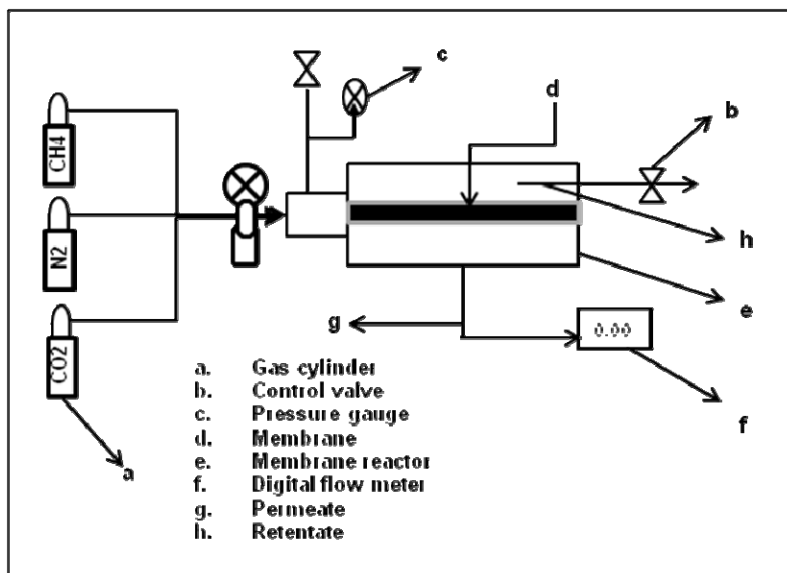 c
d
b
CH4
N2
h
e
CO2
g
0.00
f
a
a. Gas cylinder
b. Control valve
c. Pressure gauge
d. Membrane
e. Membrane reactor
f. Digital flow meter
g. Permeate
h. Retentate